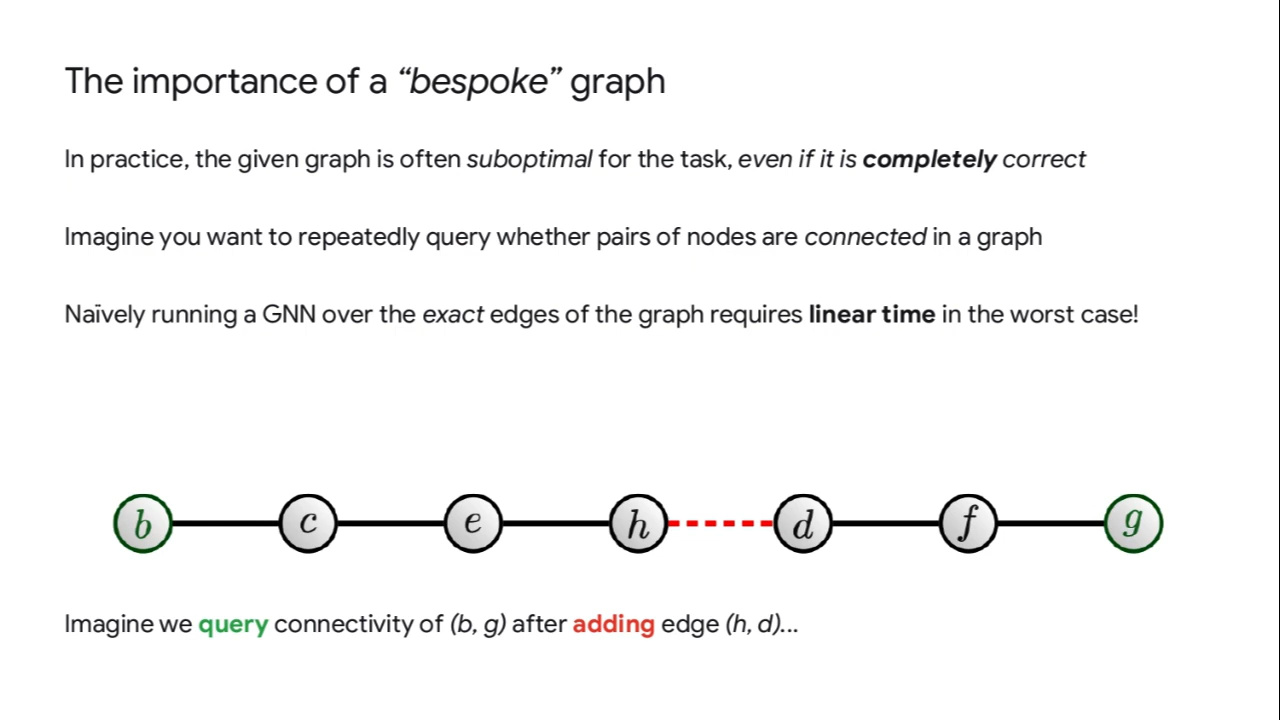 The importance of a “bespoke” graph
In practice, the given graph is often suboptimal for the task, even if it is completely correct
Imagine you want to repeatedly query whether pairs of nodes are connected in a graph
Naïvely running a GNN over the exact edges of the graph requires linear time in the worst case!
b c e h d f g
Imagine we query connectivity of (b, g) after adding edge (h, d)...